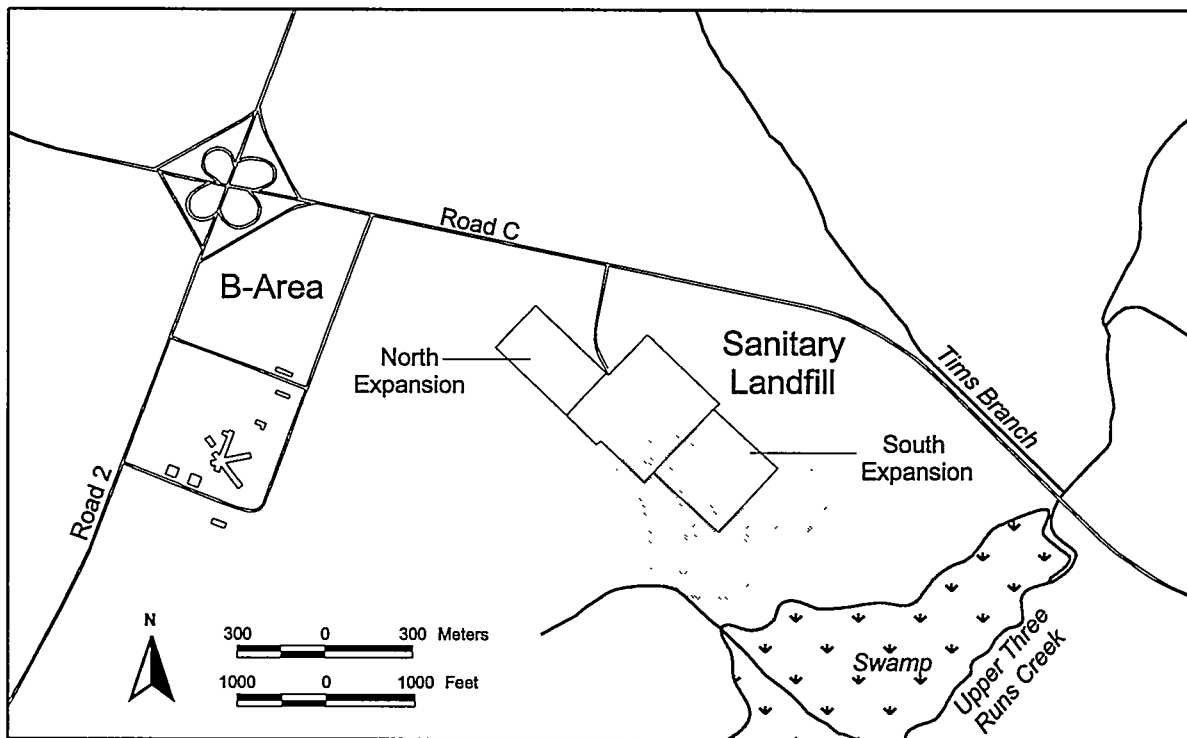 Road C
B-Area
Sanitary
Landfill
North
Expansion
Tims Branch
South
Expansion
Road 2
N
300 0 300 Meters
1000 0 1000 Feet
Swamp
Upper Three
Runs Creek